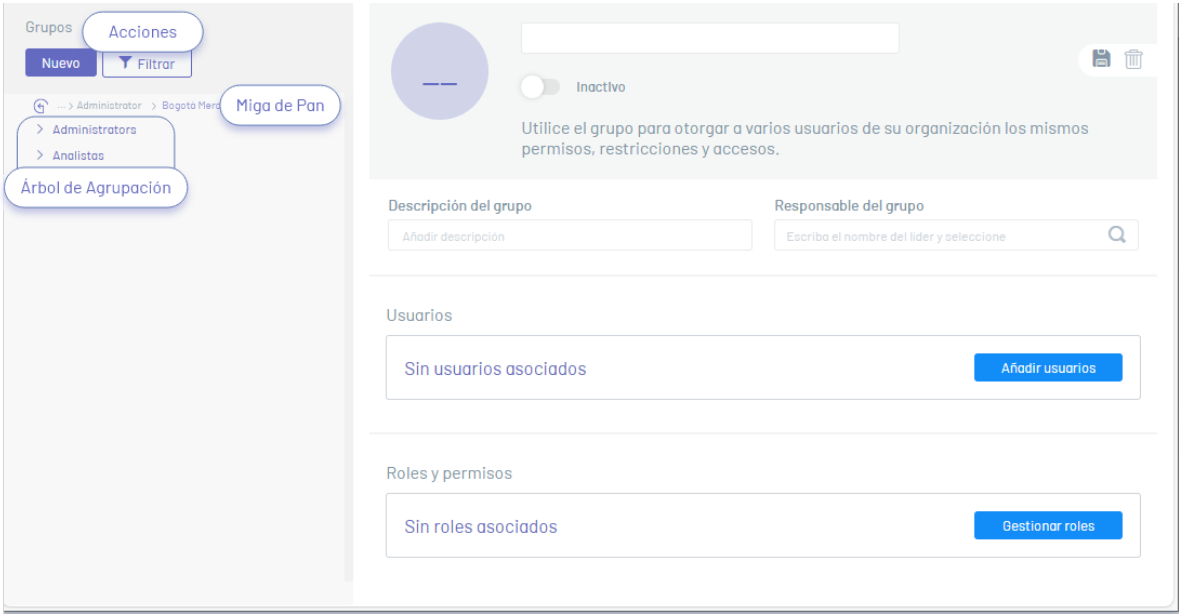 Grupos
Acciones
Nuevo
Filtrar
... > Administrator > Bogotá
Miga de Pan
> Administrators
> Analistas
Árbol de Agrupación
__
Inactivo
Utilice el grupo para otorgar a varios usuarios de su organización los mismos
permisos, restricciones y accesos.
Descripción del grupo
Responsable del grupo
Añadir descripción
Escriba el nombre del líder y seleccione
Usuarios
Sin usuarios asociados
Añadir usuarios
Roles y permisos
Sin roles asociados
Gestionar roles